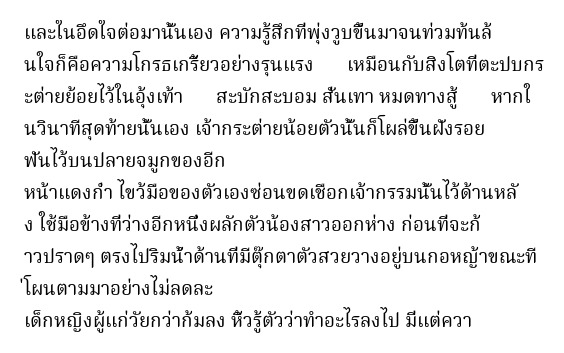 และในอึดใจต่อมานั้นเอง ความรู้สึกที่พุ่งวูบขึ้นมาจนท่วมท้นล้
นใจก็คือความโกรธเกรี้ยวอย่างรุนแรง เหมือนกับสิงโตที่ตะปบกร
ะต่ายย้อยไว้ในอุ้งเท้า สะบักสะบอม สั่นเทา หมดทางสู้ หากใ
นวินาทีสุดท้ายนั้นเอง เจ้ากระต่ายน้อยตัวนั้นก็โผล่ขึ้นฝังรอย
ฟันไว้บนปลายจมูกของอีก
หน้าแดงก่ำ ไขว้มือของตัวเองซ่อนขดเชือกเจ้ากรรมนั้นไว้ด้านหลั
ง ใช้มือข้างที่ว่างอีกหนึ่งผลักตัวน้องสาวออกห่าง ก่อนที่จะก้
าวปราดๆ ตรงไปริมน้ำด้านที่มีตุ๊กตาตัวสวยวางอยู่บนกอหญ้าขณะที
่โผนตามมาอย่างไม่ลดละ
เด็กหญิงผู้แก่วัยกว่าก้มลง หิ้วรู้ตัวว่าทำอะไรลงไป มีแต่ควา